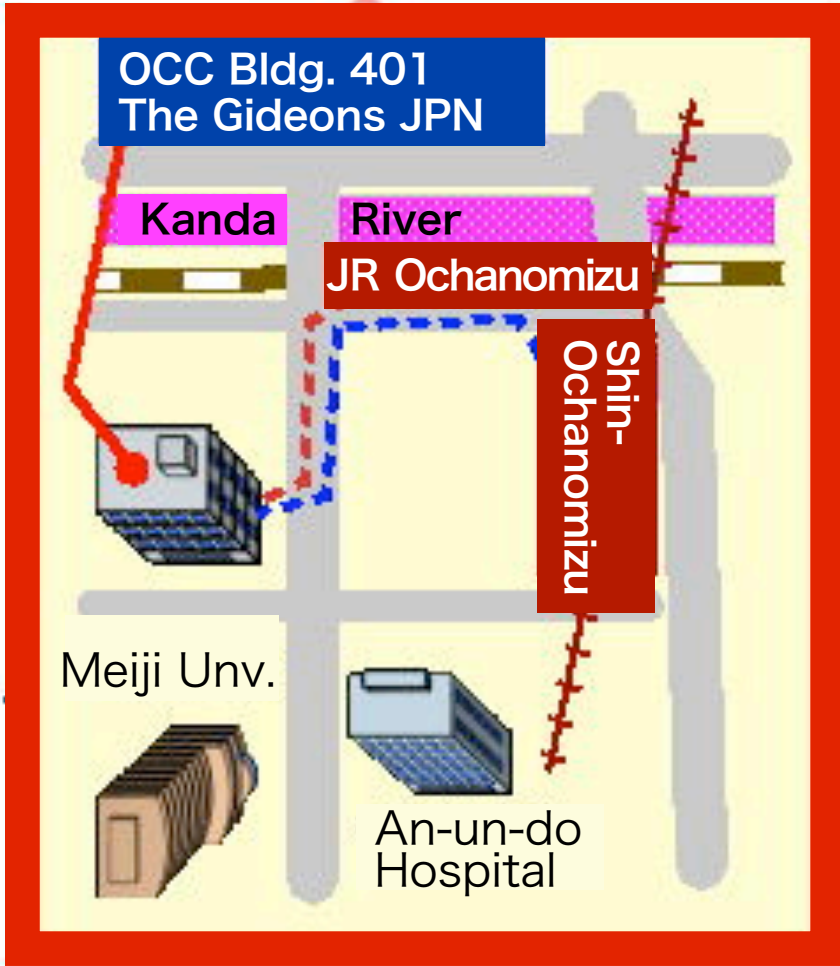 OCC Bldg. 401
The Gideons JPN
Kanda River
JR Ochanomizu
Shin-
Ochanomizu
Meiji Unv.
An-un-do
Hospital